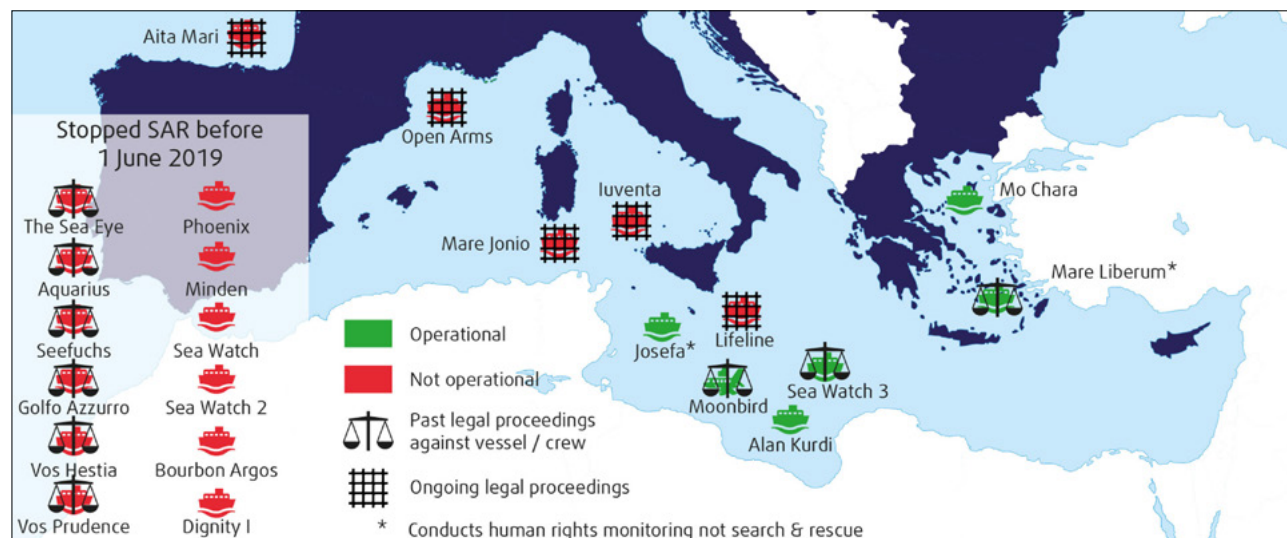 Aita Mari
Open Arms
Stopped SAR before
1 June 2019
The Sea Eye
Phoenix
Aquarius
Minden
Seefuchs
Sea Watch
Golfo Azzurro
Sea Watch 2
Vos Hestia
Bourbon Argos
Vos Prudence
Dignity I
Iuventa
Mare Jonio
Mo Chara
Mare Liberum*
Josefa*
Lifeline
Moonbird
Sea Watch 3
Alan Kurdi
Operational
Not operational
Past legal proceedings
against vessel / crew
Ongoing legal proceedings
* Conducts human rights monitoring not search & rescue